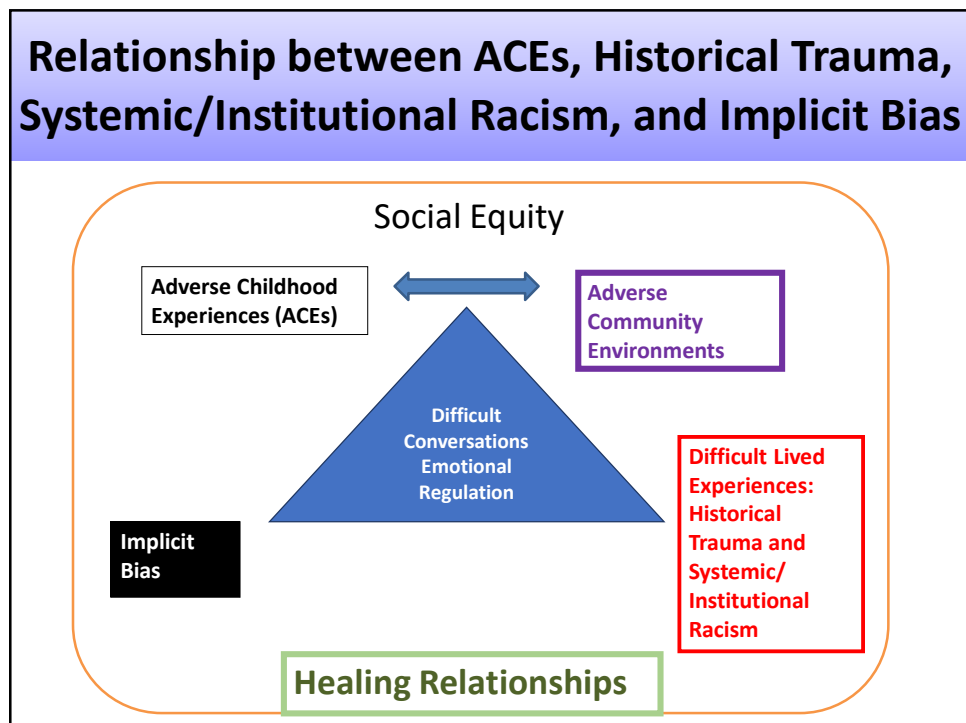 Relationship between ACEs, Historical Trauma,
Systemic/Institutional Racism, and Implicit Bias
Social Equity
Adverse Childhood
Experiences (ACEs)
Adverse
Community
Environments
Difficult
Conversations
Emotional
Regulation
Difficult Lived
Experiences:
Historical
Trauma and
Systemic/
Institutional
Racism
Implicit
Bias
Healing Relationships